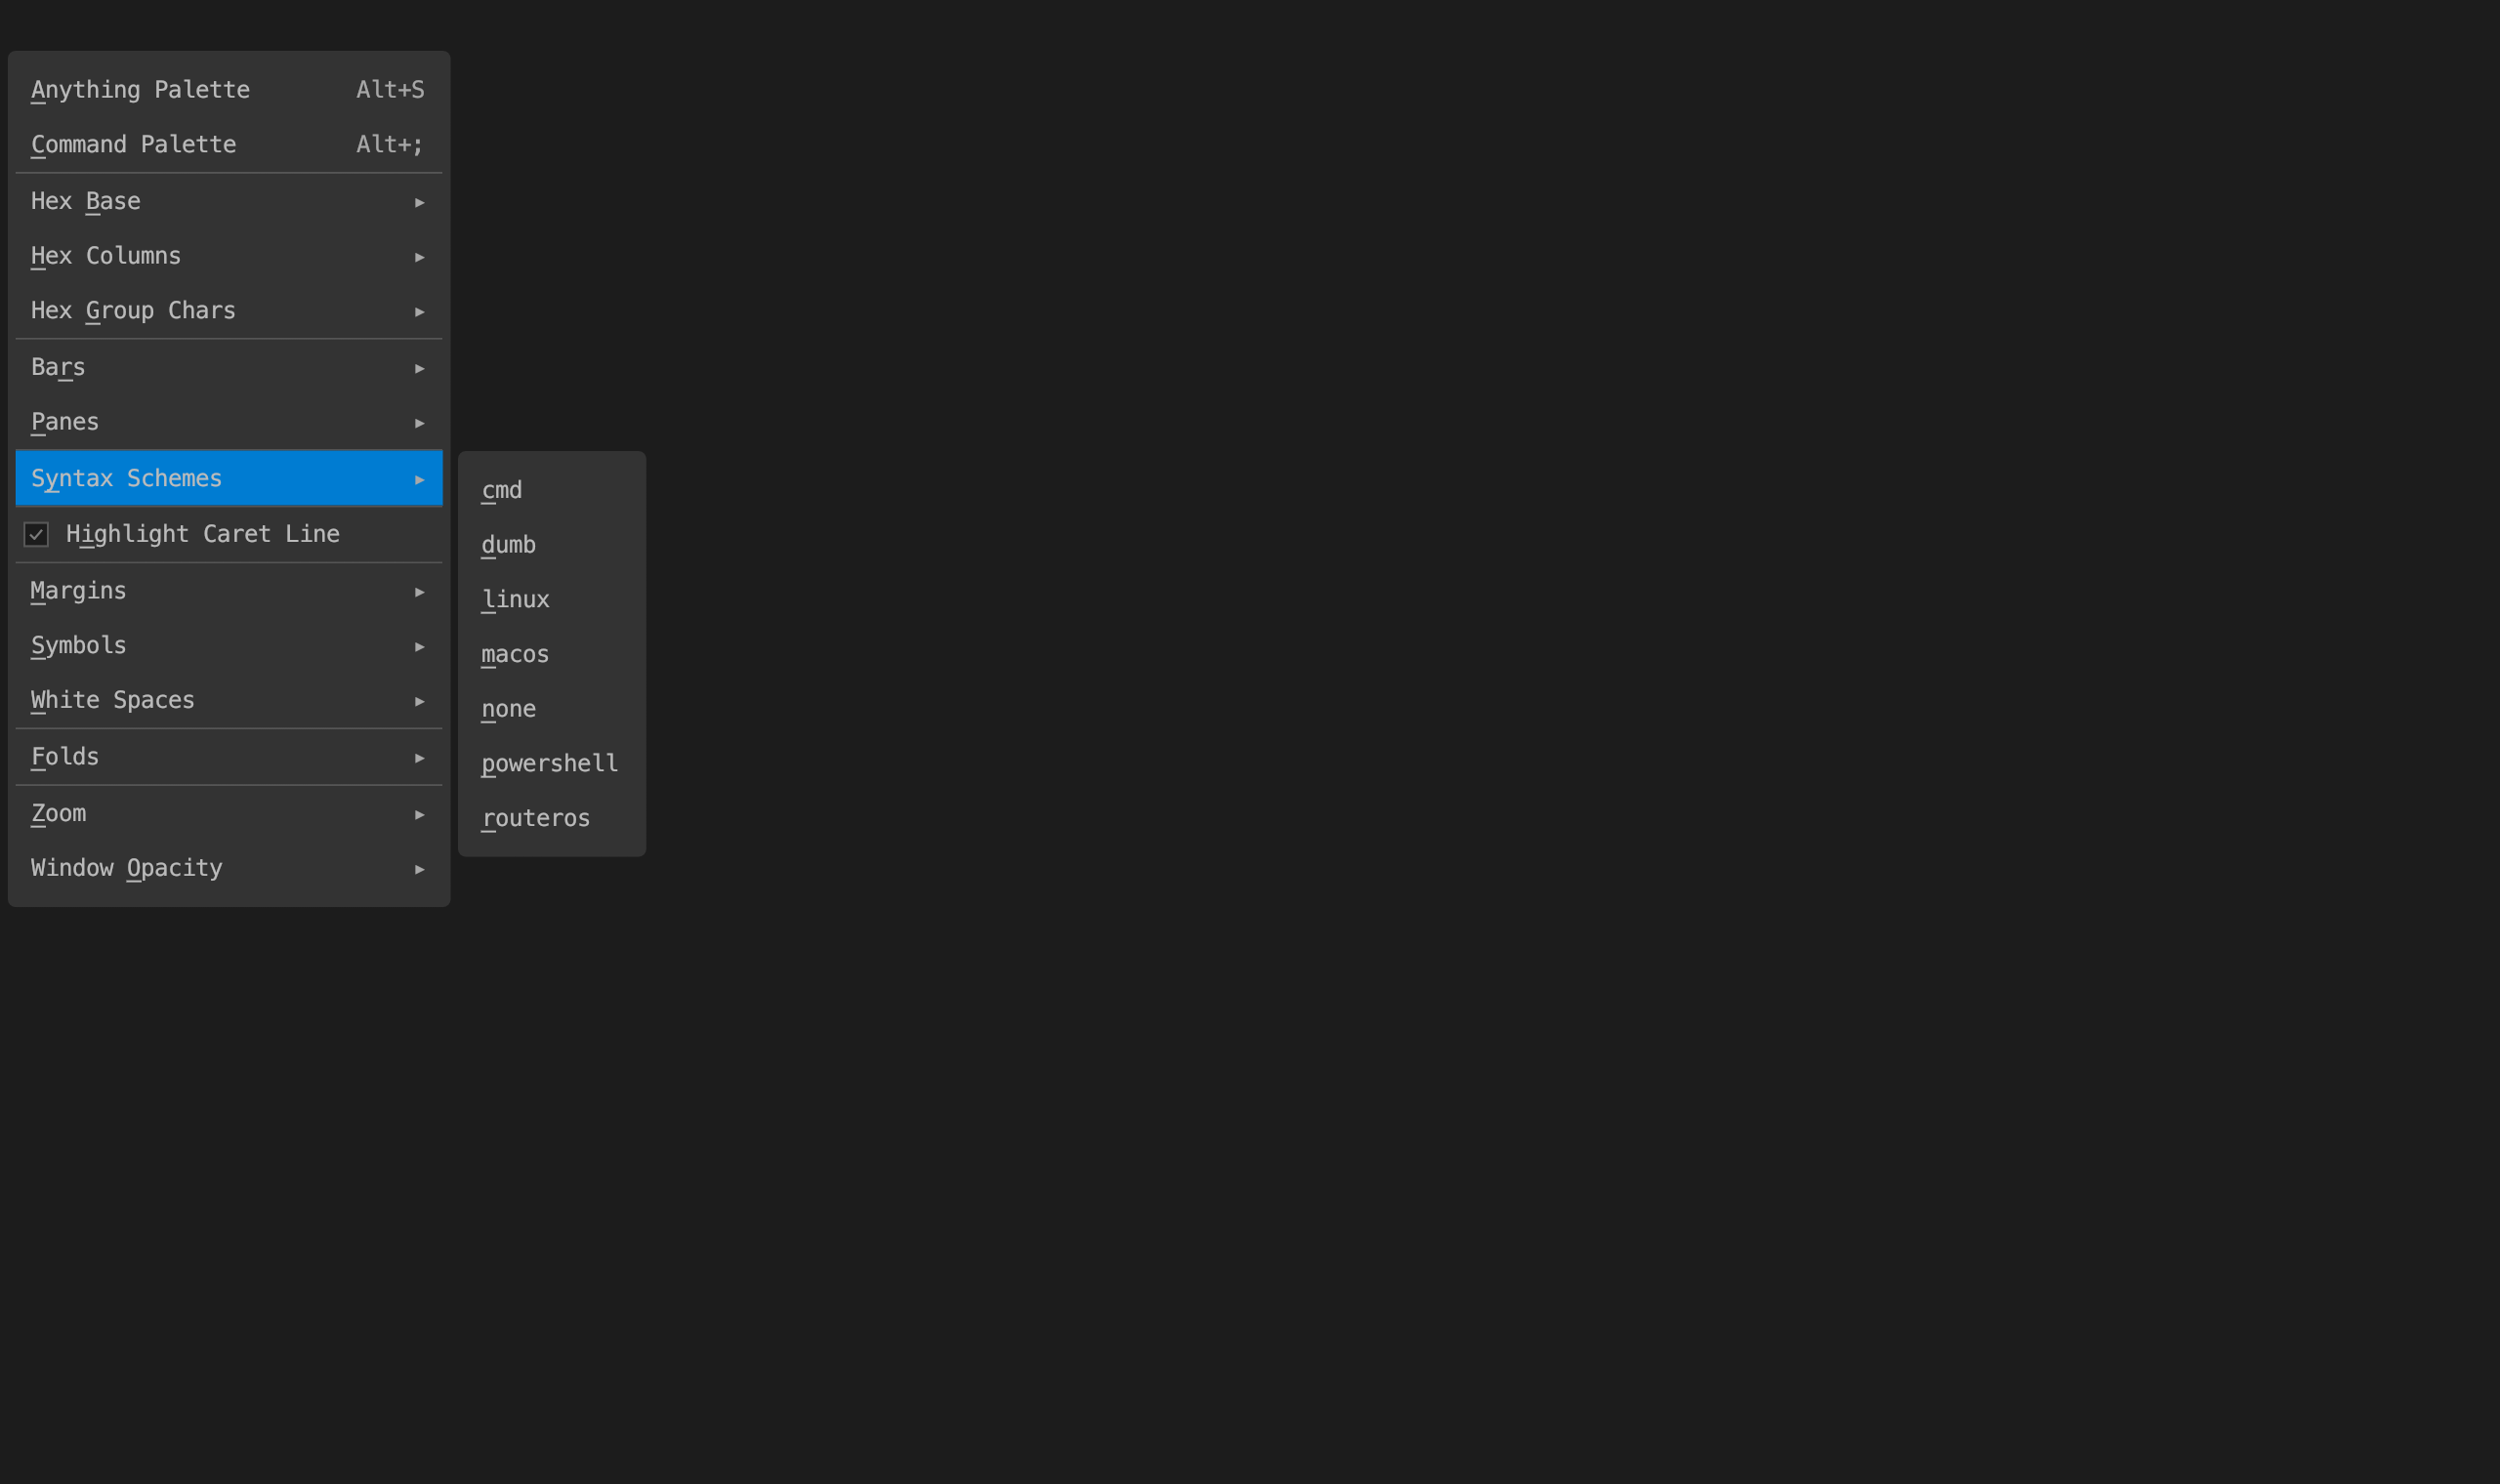 Anything Palette Alt+S
Command Palette Alt+;
Hex Base ▸
Hex Columns ▸
Hex Group Chars ▸
Bars ▸
Panes ▸
Syntax Schemes ▸
Highlight Caret Line
Margins ▸
Symbols ▸
White Spaces ▸
Folds ▸
Zoom ▸
Window Opacity ▸
cmd
dumb
linux
macos
none
powershell
routeros